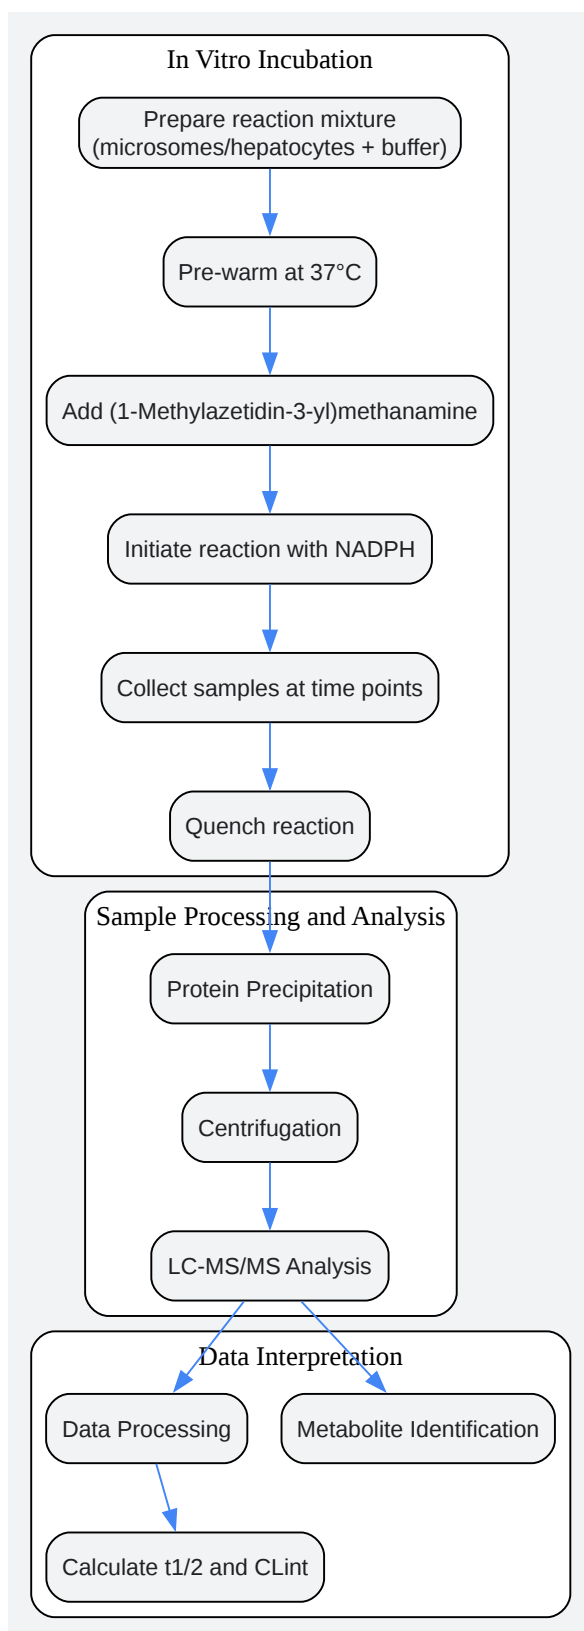 In Vitro Incubation
Prepare reaction mixture
(microsomes/hepatocytes + buffer)
Pre-warm at 37°C
Add (1-Methylazetidin-3-yl)methanamine
Initiate reaction with NADPH
Collect samples at time points
Quench reaction
Sample Processing and Analysis
Protein Precipitation
Centrifugation
LC-MS/MS Analysis
Data Interpretation
Data Processing
Metabolite Identification
Calculate t1/2 and CLint